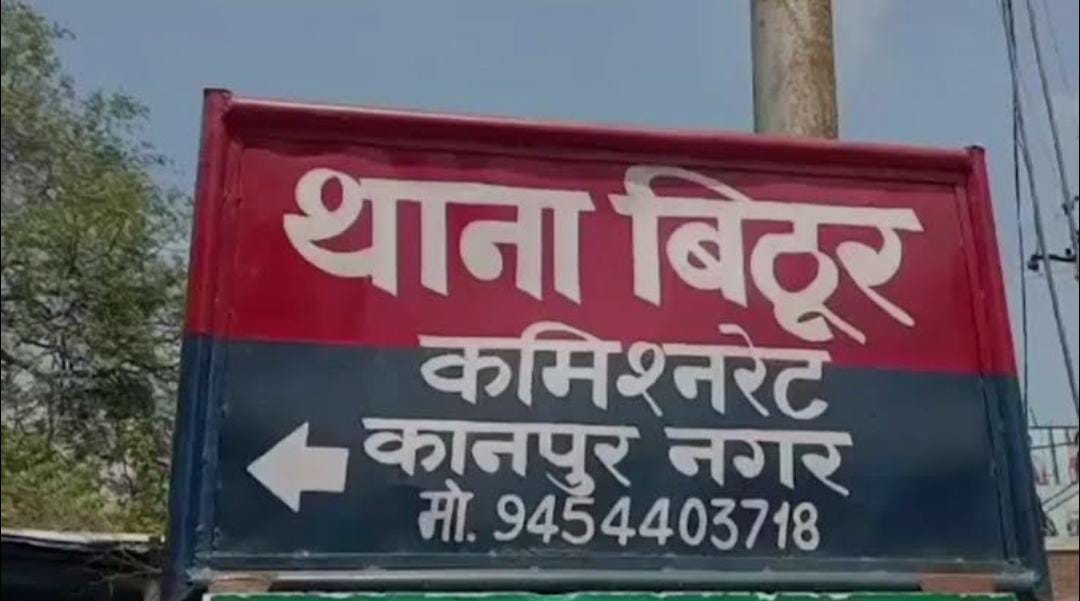 थाना बिठूर
कमिश्नरेट
कानपुर नगर
मो. 9454403718